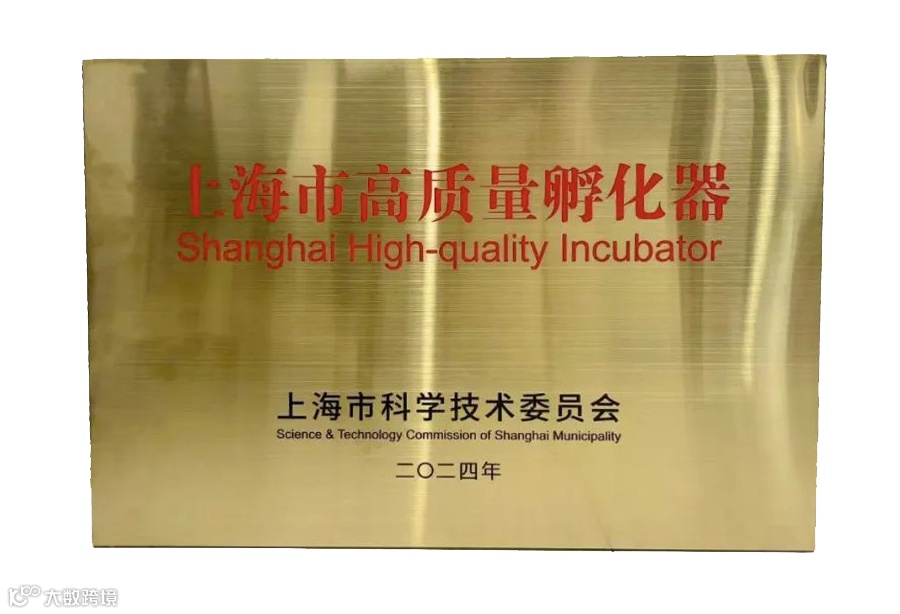 上海市高质量孵化器
Shanghai High-quality Incubator
上海市科学技术委员会
Science & Technology Commission of Shanghai Municipality
二〇二四年
大数跨境